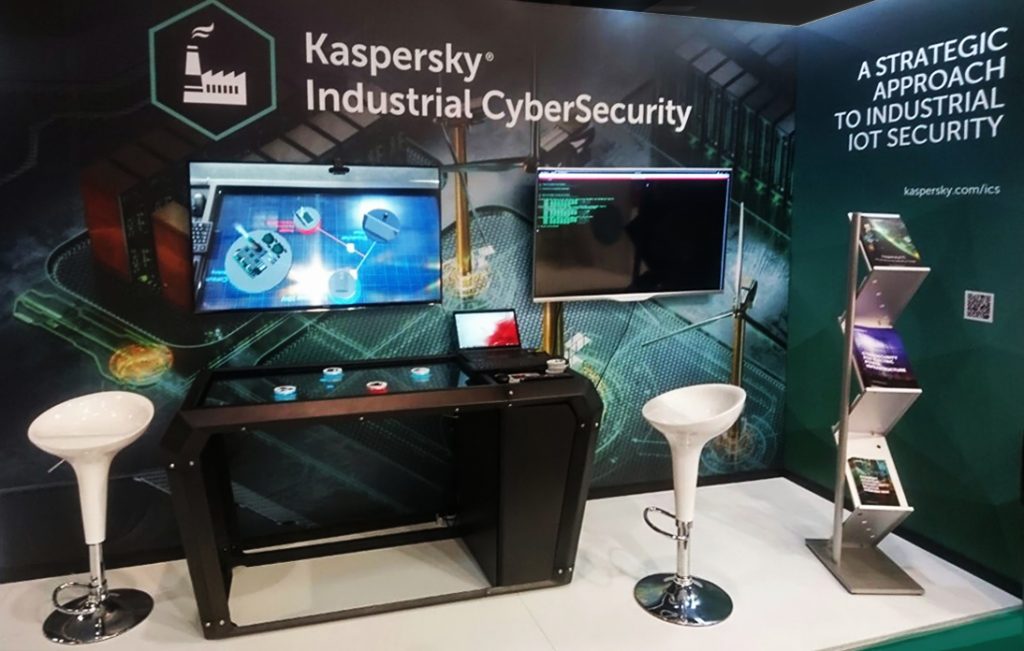 Kaspersky®
Industrial CyberSecurity
A STRATEGIC
APPROACH
TO INDUSTRIAL
IOT SECURITY
kaspersky.com/ics